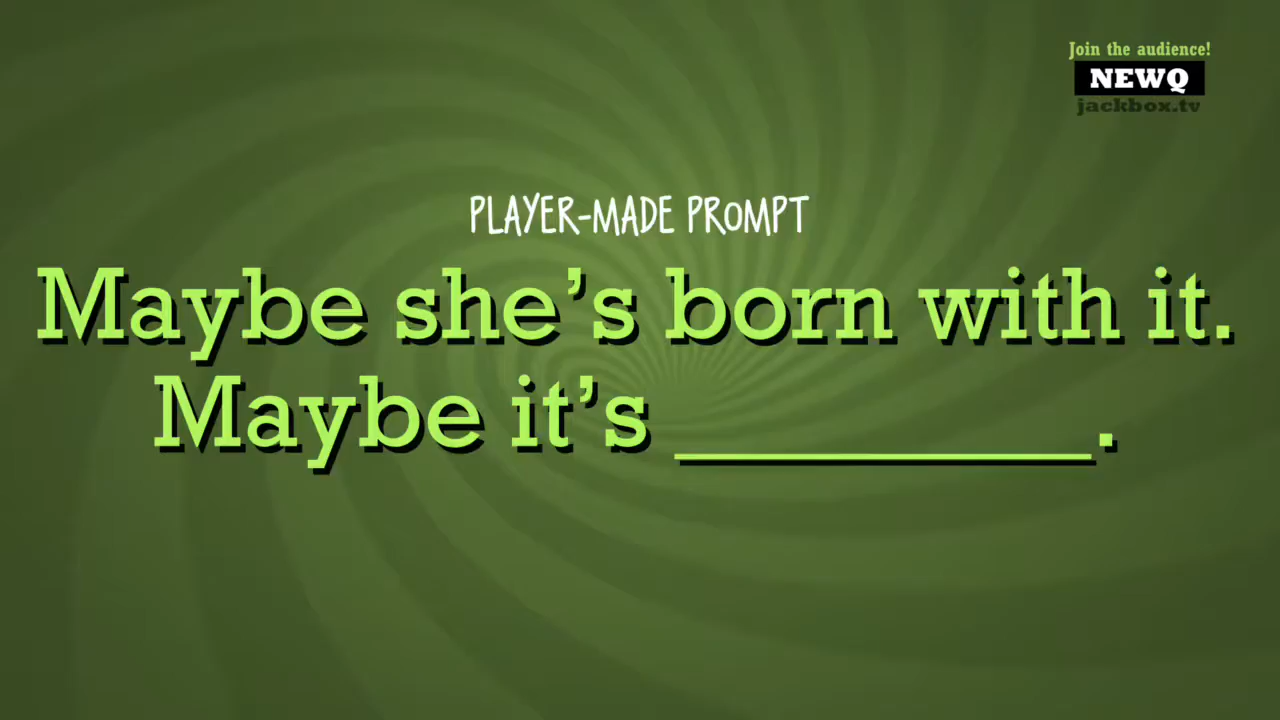 Join the audience!
NEWQ
jackbox.tv
PLAYER-MADE PROMPT
Maybe she’s born with it.
Maybe it’s ________.